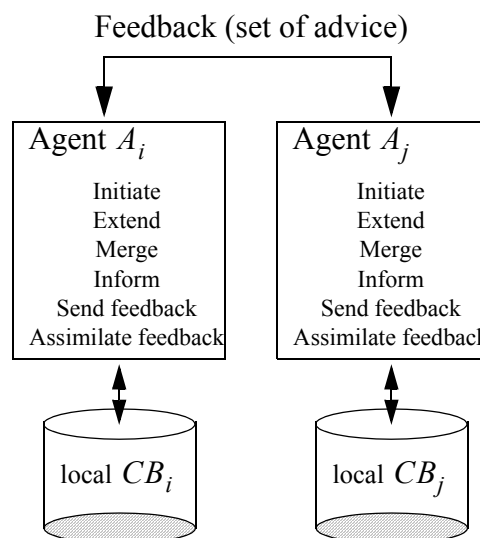 Feedback (set of advice)
Agent A_i
Initiate
Extend
Merge
Inform
Send feedback
Assimilate feedback
local CB_i
Agent A_j
Initiate
Extend
Merge
Inform
Send feedback
Assimilate feedback
local CB_j